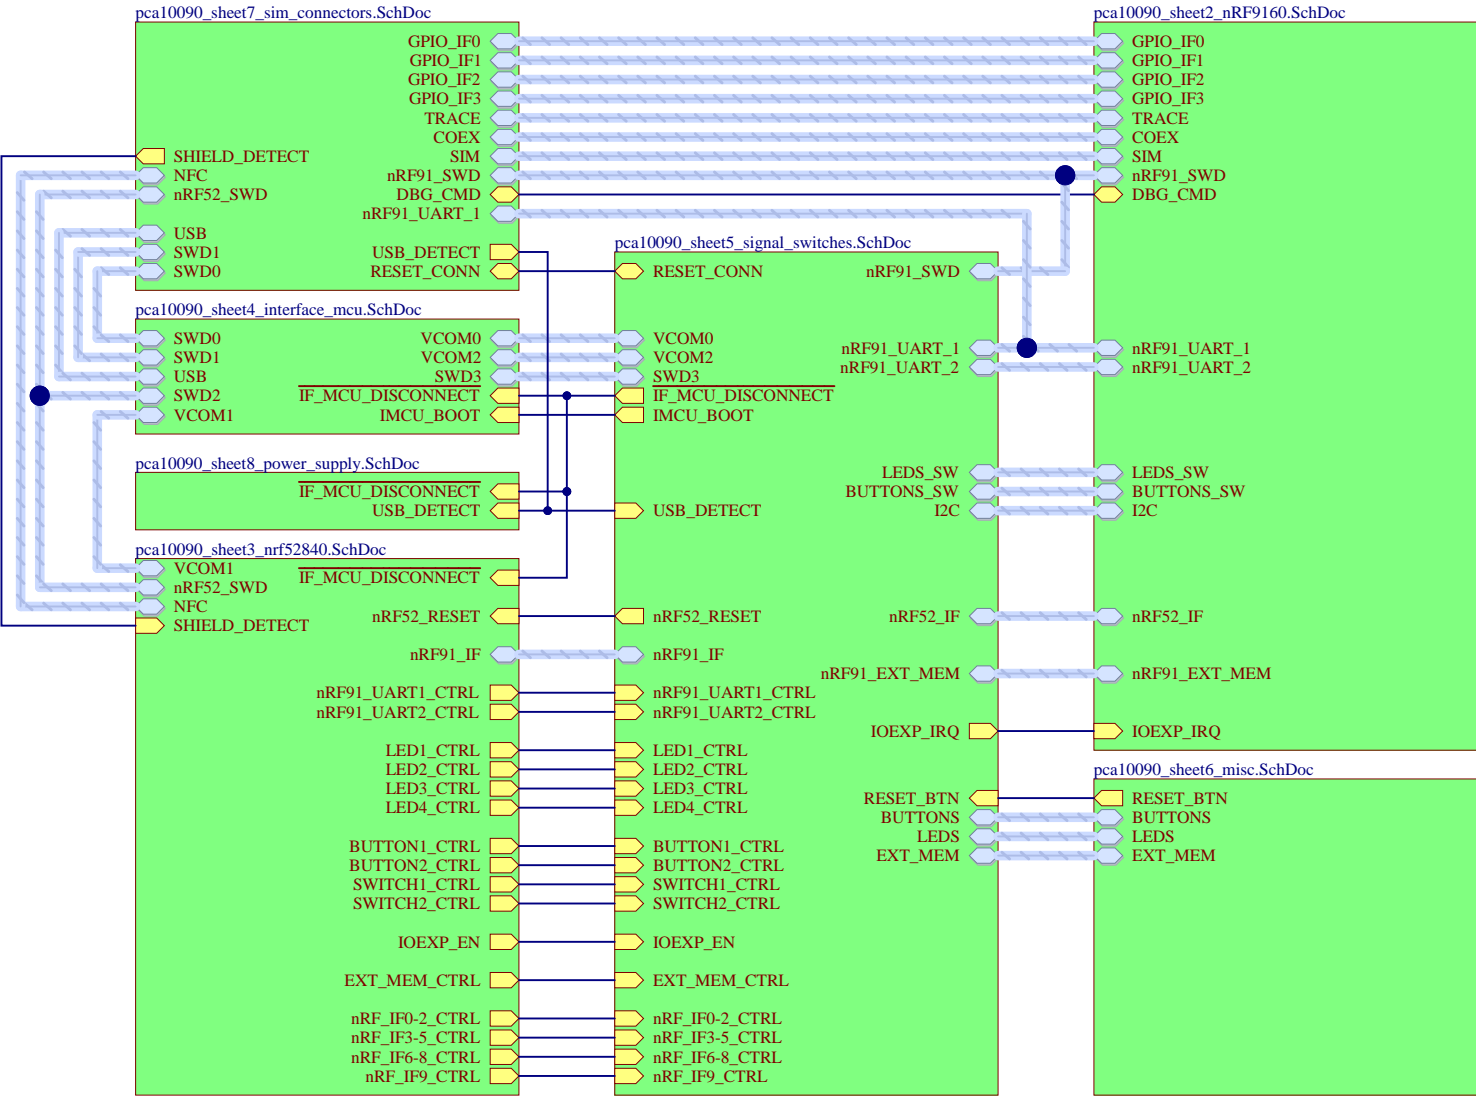 pca10090_sheet7_sim_connectors.SchDoc
GPIO_IF0
GPIO_IF1
GPIO_IF2
GPIO_IF3
TRACE
COEX
SHIELD_DETECT SIM
NFC nRF91_SWD
nRF52_SWD DBG_CMD
nRF91_UART_1
USB
SWD1 USB_DETECT
SWD0 RESET_CONN
pca10090_sheet4_interface_mcu.SchDoc
SWD0 VCOM0
SWD1 VCOM2
USB SWD3
SWD2 IF_MCU_DISCONNECT
VCOM1 IMCU_BOOT
pca10090_sheet8_power_supply.SchDoc
IF_MCU_DISCONNECT
USB_DETECT
pca10090_sheet3_nrf52840.SchDoc
VCOM1 IF_MCU_DISCONNECT
nRF52_SWD
NFC nRF52_RESET
SHIELD_DETECT
nRF91_IF
nRF91_UART1_CTRL
nRF91_UART2_CTRL
LED1_CTRL
LED2_CTRL
LED3_CTRL
LED4_CTRL
BUTTON1_CTRL
BUTTON2_CTRL
SWITCH1_CTRL
SWITCH2_CTRL
IOEXP_EN
EXT_MEM_CTRL
nRF_IF0-2_CTRL
nRF_IF3-5_CTRL
nRF_IF6-8_CTRL
nRF_IF9_CTRL
pca10090_sheet5_signal_switches.SchDoc
RESET_CONN nRF91_SWD
VCOM0 nRF91_UART_1
VCOM2 nRF91_UART_2
SWD3
IF_MCU_DISCONNECT
IMCU_BOOT
LEDS_SW
BUTTONS_SW
USB_DETECT I2C
nRF52_RESET nRF52_IF
nRF91_IF
nRF91_EXT_MEM
nRF91_UART1_CTRL
nRF91_UART2_CTRL
IOEXP_IRQ
LED1_CTRL
LED2_CTRL
LED3_CTRL RESET_BTN
LED4_CTRL BUTTONS
LEDS
BUTTON1_CTRL EXT_MEM
BUTTON2_CTRL
SWITCH1_CTRL
SWITCH2_CTRL
IOEXP_EN
EXT_MEM_CTRL
nRF_IF0-2_CTRL
nRF_IF3-5_CTRL
nRF_IF6-8_CTRL
nRF_IF9_CTRL
pca10090_sheet2_nRF9160.SchDoc
GPIO_IF0
GPIO_IF1
GPIO_IF2
GPIO_IF3
TRACE
COEX
SIM
nRF91_SWD
DBG_CMD
nRF91_UART_1
nRF91_UART_2
LEDS_SW
BUTTONS_SW
I2C
nRF52_IF
nRF91_EXT_MEM
IOEXP_IRQ
pca10090_sheet6_misc.SchDoc
RESET_BTN
BUTTONS
LEDS
EXT_MEM